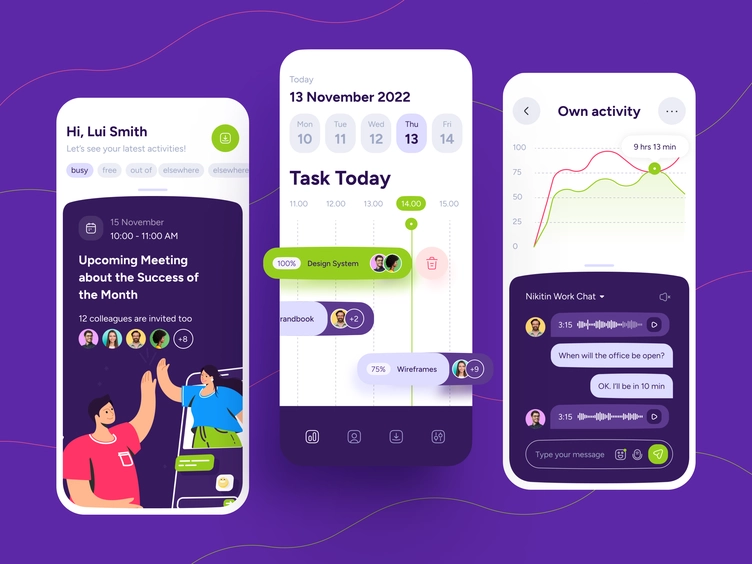 Hi, Lui Smith
Let's see your latest activities!
busy
free
out of
elsewhere
elsewhere
15 November
10:00 - 11:00 AM
Upcoming Meeting
about the Success of
the Month
12 colleagues are invited too
+8
Today
13 November 2022
Mon
10
Tue
11
Wed
12
Thu
13
Fri
14
Task Today
11.00
12.00
13.00
14.00
15.00
100%
Design System
randbook
+2
75%
Wireframes
+9
Own activity
9 hrs 13 min
100
75
50
25
0
Nikitin Work Chat
3:15
When will the office be open?
OK. I'll be in 10 min
3:15
Type your message